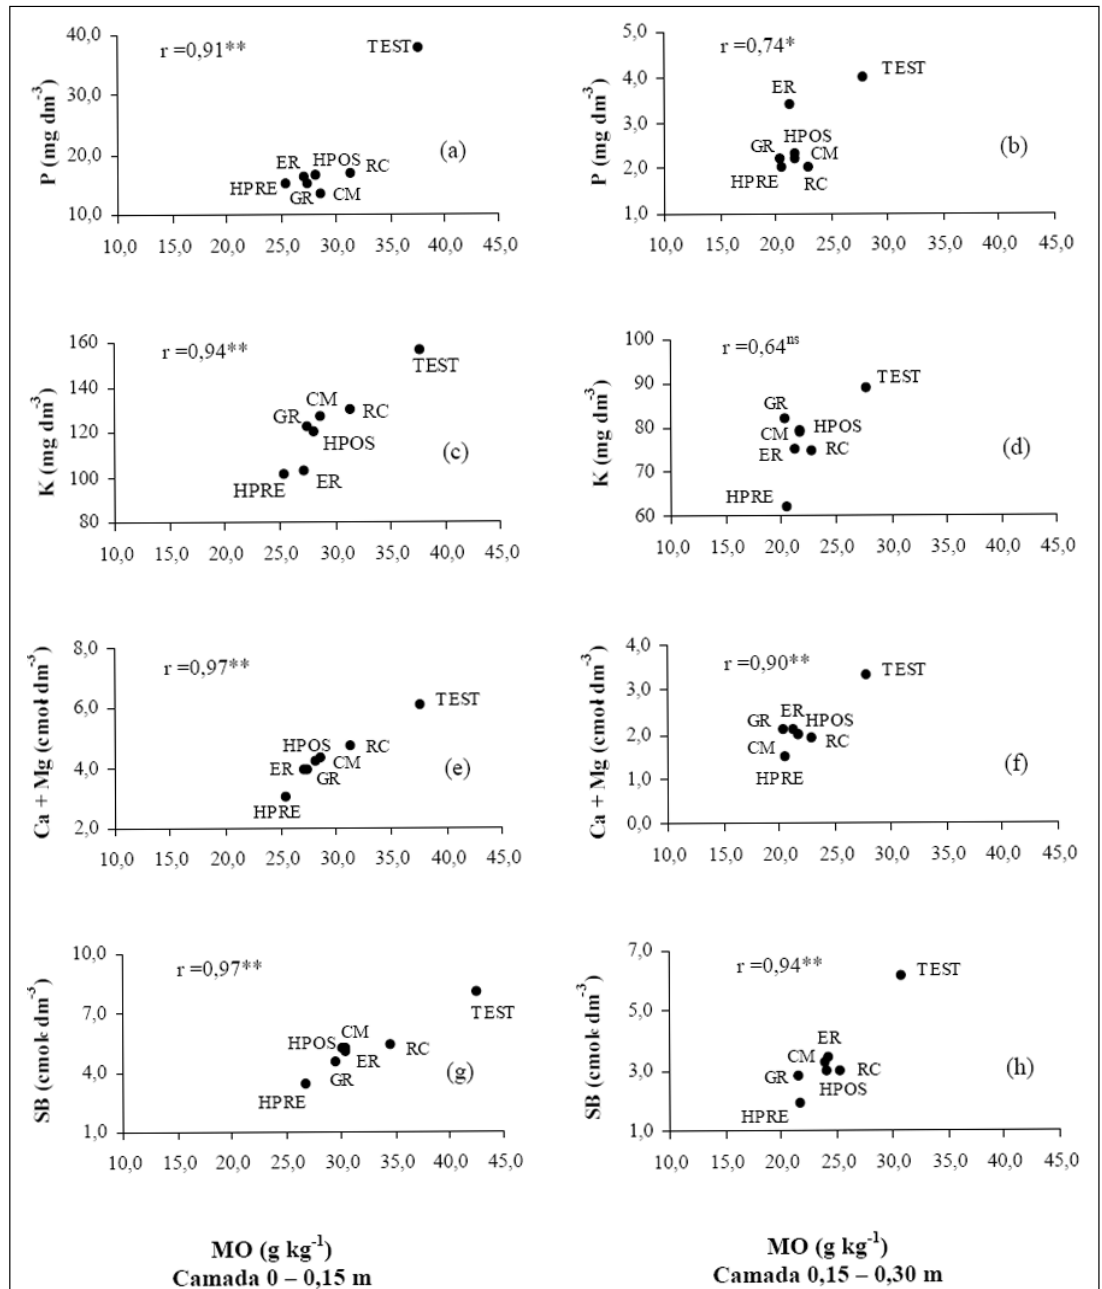 r =0,91**
P (mg dm-3)
40,0
30,0
20,0
10,0
TEST
ER
HPOS
RC
HPRE
GR
CM
(a)
10,0 15,0 20,0 25,0 30,0 35,0 40,0 45,0
r =0,74*
P (mg dm-3)
5,0
4,0
3,0
2,0
1,0
TEST
ER
HPOS
GR
CM
HPRE
RC
(b)
10,0 15,0 20,0 25,0 30,0 35,0 40,0 45,0
r =0,94**
K (mg dm-3)
160
140
120
100
80
TEST
CM
RC
GR
HPOS
HPRE
ER
(c)
10,0 15,0 20,0 25,0 30,0 35,0 40,0 45,0
r =0,64ns
K (mg dm-3)
100
90
80
70
60
TEST
GR
HPOS
CM
ER
RC
HPRE
(d)
10,0 15,0 20,0 25,0 30,0 35,0 40,0 45,0
r =0,97**
Ca + Mg (cmol dm-3)
8,0
6,0
4,0
2,0
TEST
HPOS
RC
CM
ER
GR
HPRE
(e)
10,0 15,0 20,0 25,0 30,0 35,0 40,0 45,0
r =0,90**
Ca + Mg (cmol dm-3)
4,0
3,0
2,0
1,0
0,0
TEST
GR
ER
HPOS
CM
RC
HPRE
(f)
10,0 15,0 20,0 25,0 30,0 35,0 40,0 45,0
r =0,97**
SB (cmolc dm-3)
10,0
7,0
4,0
1,0
TEST
CM
HPOS
RC
ER
GR
HPRE
(g)
10,0 15,0 20,0 25,0 30,0 35,0 40,0 45,0
r =0,94**
SB (cmolc dm-3)
7,0
5,0
3,0
1,0
TEST
ER
CM
RC
GR
HPOS
HPRE
(h)
10,0 15,0 20,0 25,0 30,0 35,0 40,0 45,0
MO (g kg-1)
Camada 0 – 0,15 m
MO (g kg-1)
Camada 0,15 – 0,30 m